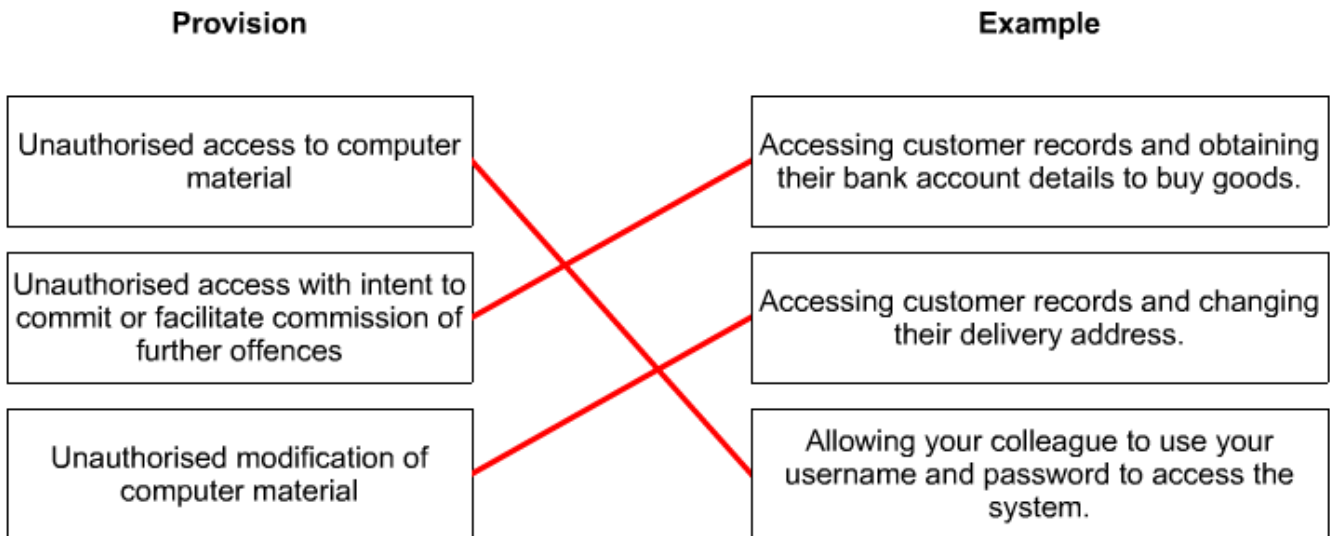 Provision
Example
Unauthorised access to computer
material
Accessing customer records and obtaining
their bank account details to buy goods.
Unauthorised access with intent to
commit or facilitate commission of
further offences
Accessing customer records and changing
their delivery address.
Unauthorised modification of
computer material
Allowing your colleague to use your
username and password to access the
system.